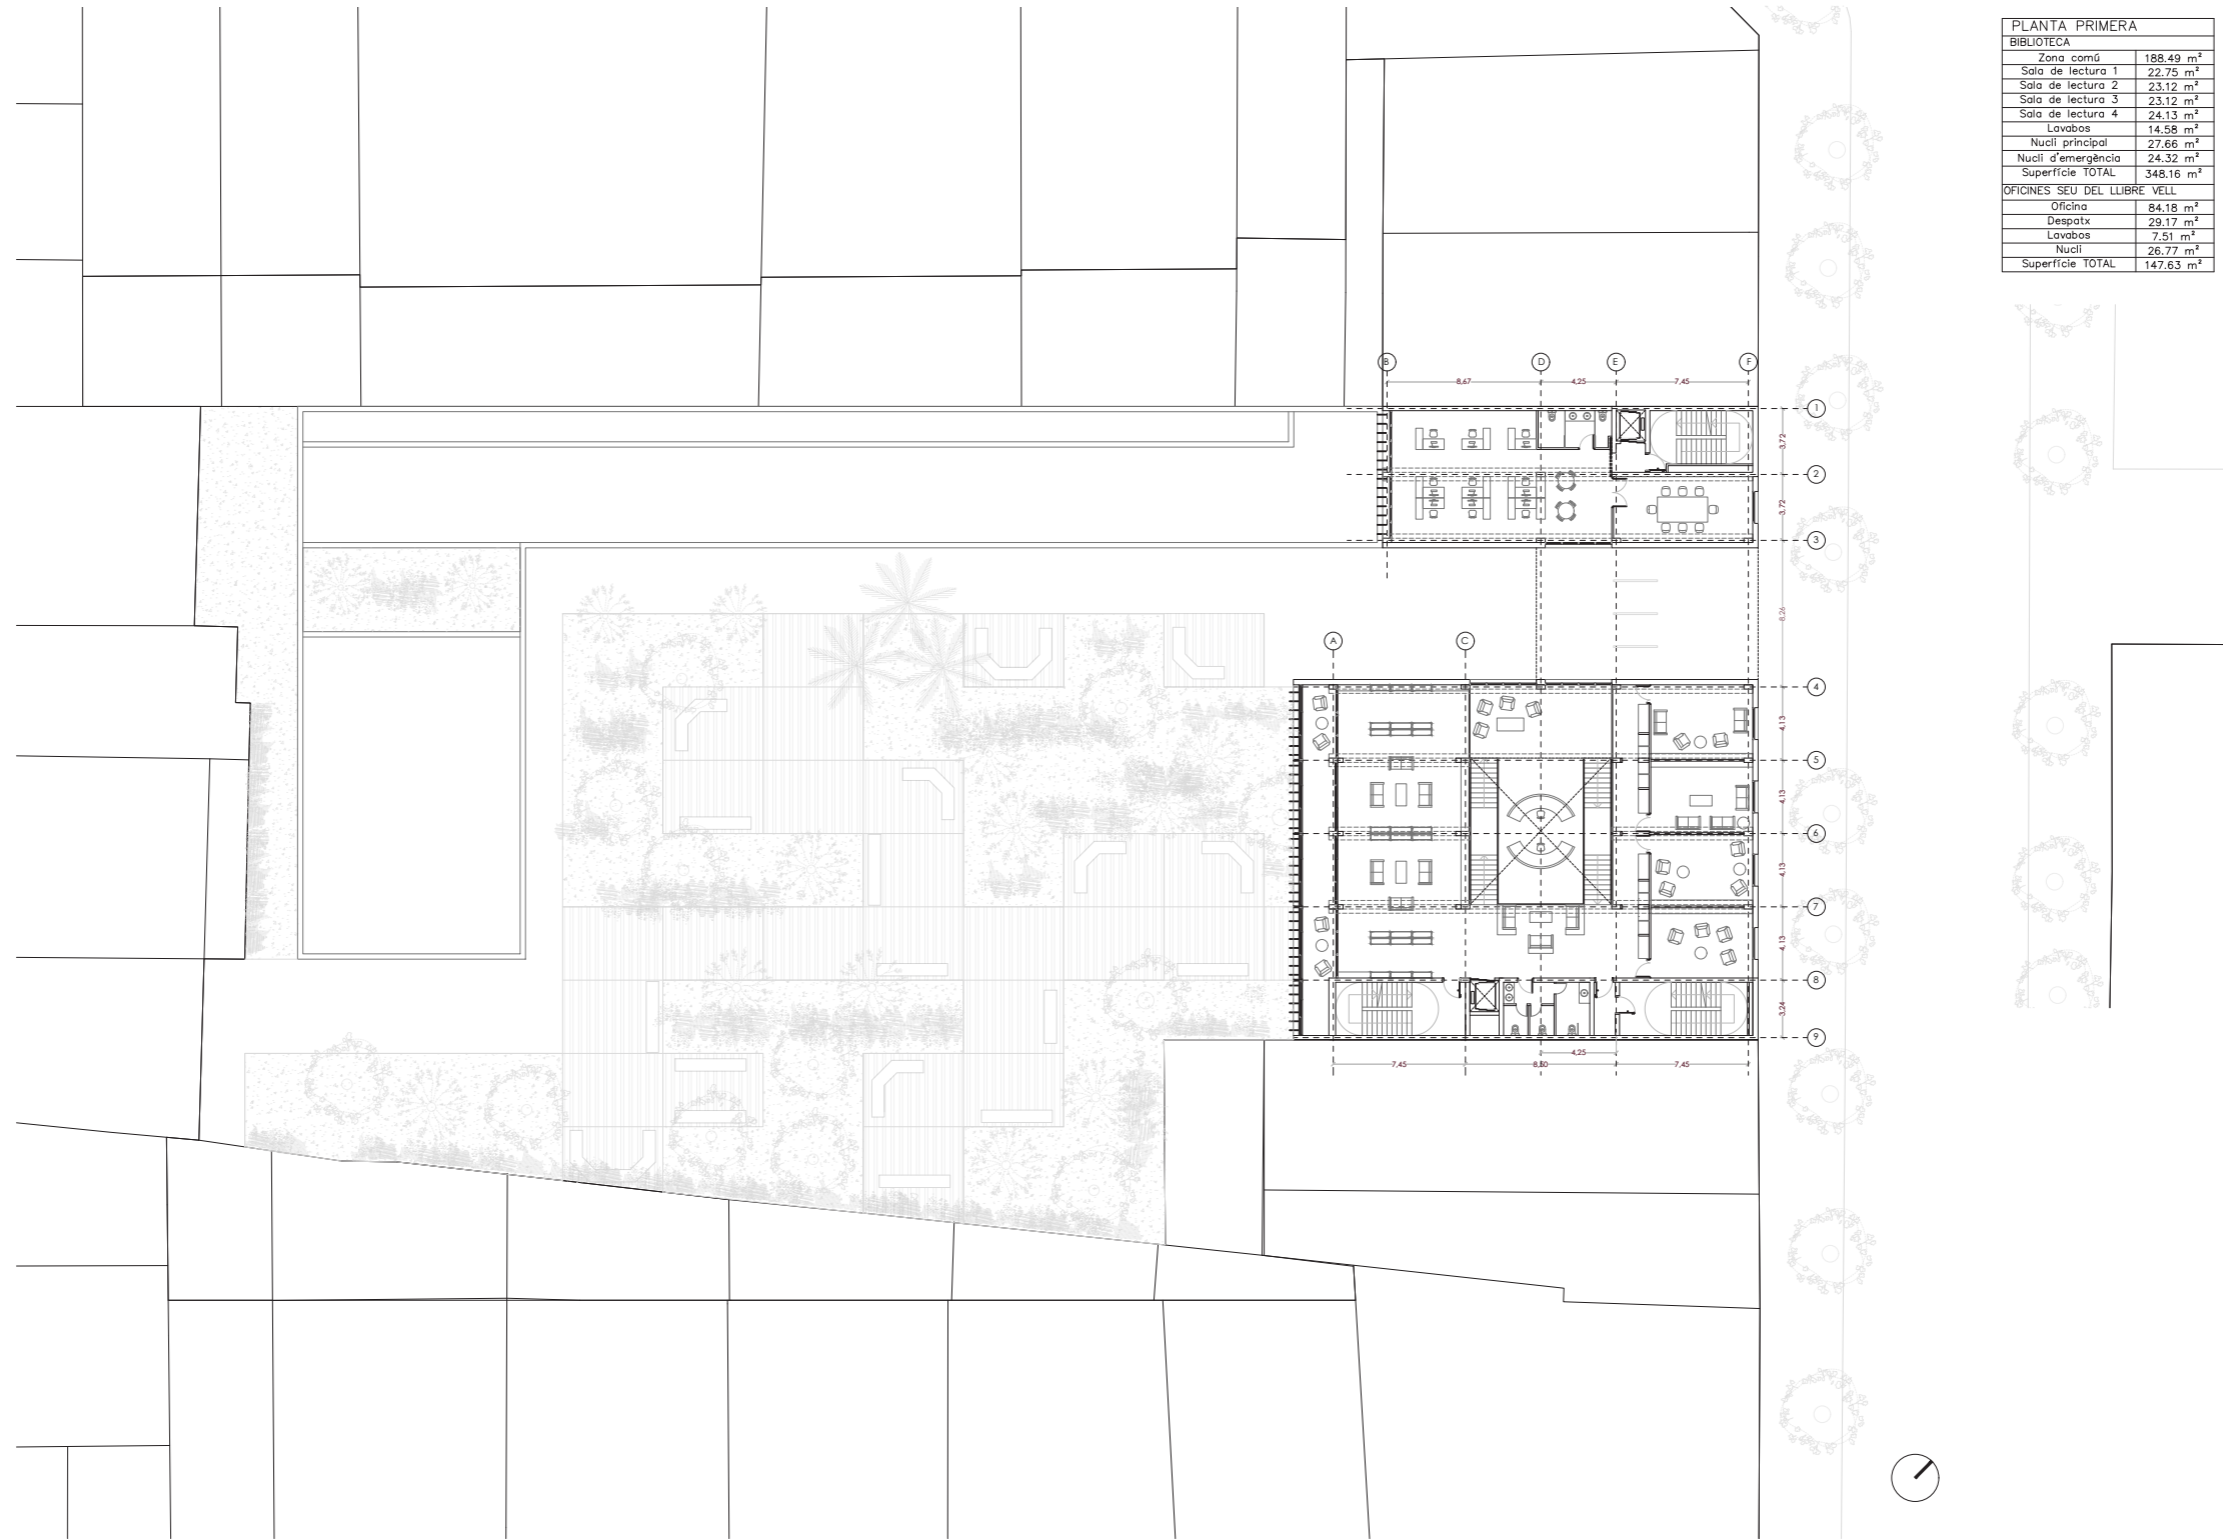 PLANTA PRIMERA
BIBLIOTECA
Zona comú 188.49 m²
Sala de lectura 1 22.75 m²
Sala de lectura 2 23.12 m²
Sala de lectura 3 23.12 m²
Sala de lectura 4 24.13 m²
Lavabos 14.58 m²
Nucli principal 27.66 m²
Nucli d'emergència 24.32 m²
Superfície TOTAL 348.16 m²
OFICINES SEU DEL LLIBRE VELL
Oficina 84.18 m²
Despatx 29.17 m²
Lavabos 7.51 m²
Nucli 26.77 m²
Superfície TOTAL 147.63 m²
B D E F
8,67 4,25 7,45
1
3,72
2
3,72
3
8,26
A C
4
4,13
5
4,13
6
4,13
7
4,13
8
3,24
9
4,25
7,45 8,50 7,45